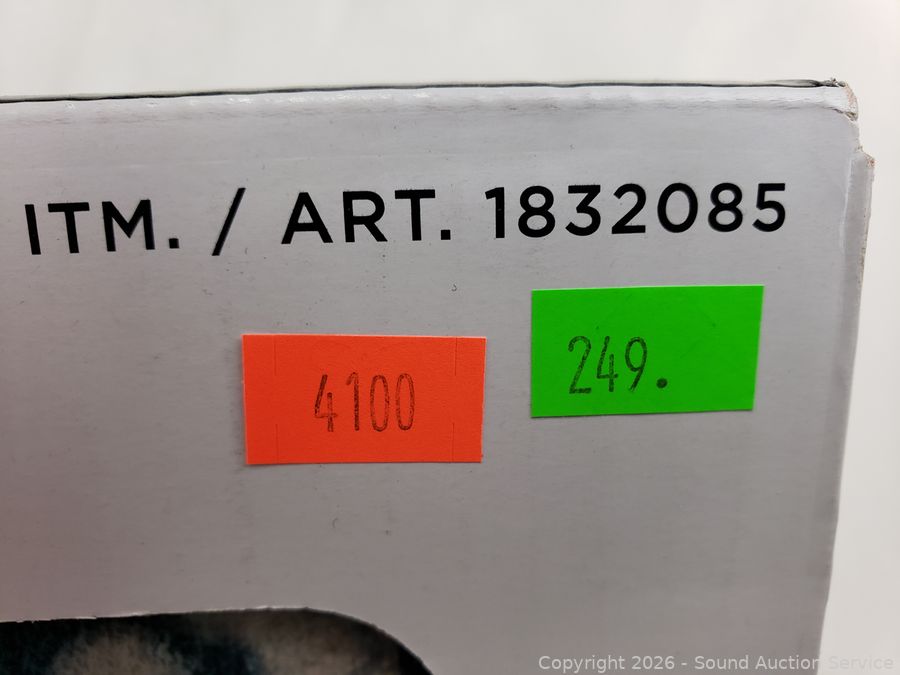 ITM. / ART. 1832085
249.
4100
Copyright 2026 - Sound Auction Service